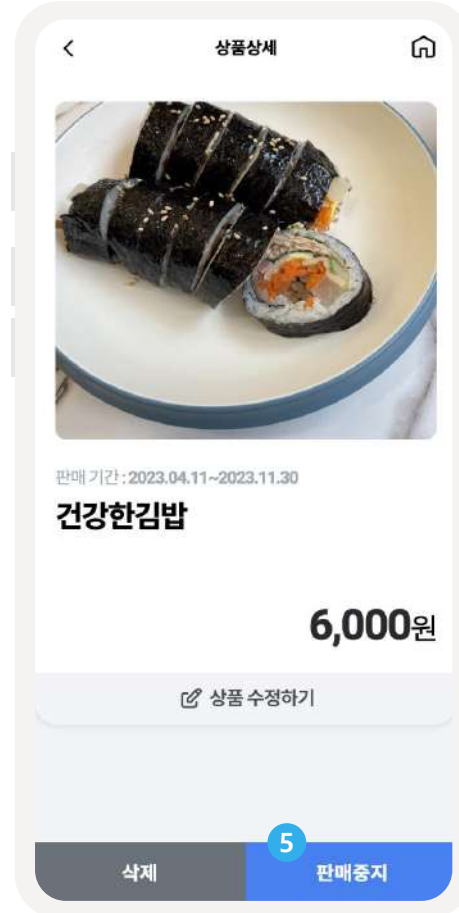 상품상세
판매 기간 : 2023.04.11~2023.11.30
건강한김밥
6,000원
상품 수정하기
5
삭제 판매중지